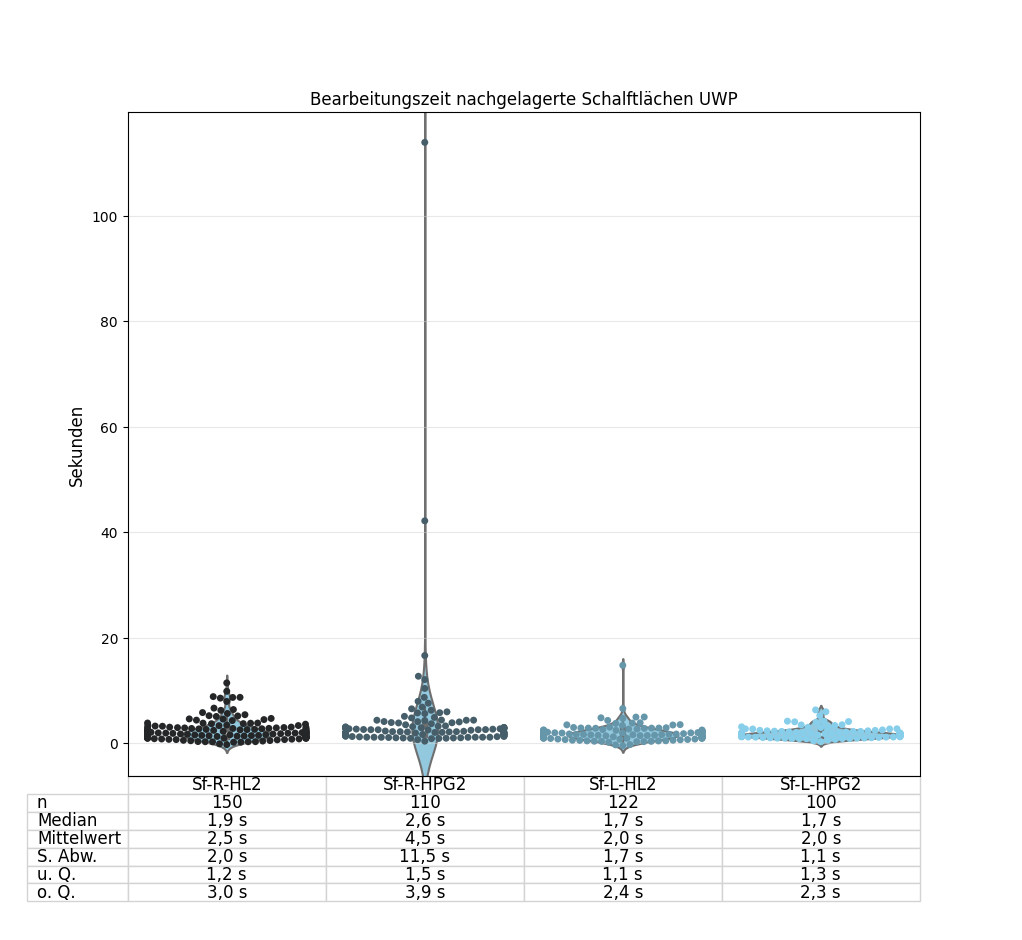 Bearbeitungszeit nachgelagerte Schalftlächen UWP
100
80
60
40
20
0
Sekunden
Sf-R-HL2 Sf-R-HPG2 Sf-L-HL2 Sf-L-HPG2
n 150 110 122 100
Median 1,9 s 2,6 s 1,7 s 1,7 s
Mittelwert 2,5 s 4,5 s 2,0 s 2,0 s
S. Abw. 2,0 s 11,5 s 1,7 s 1,1 s
u. Q. 1,2 s 1,5 s 1,1 s 1,3 s
o. Q. 3,0 s 3,9 s 2,4 s 2,3 s